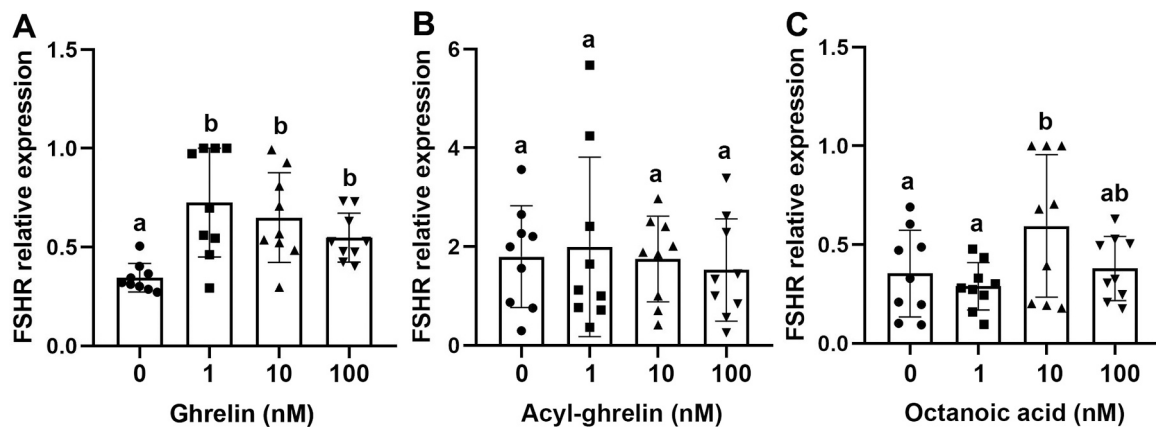 A
FSHR relative expression
1.5
1.0
0.5
0.0
a
b
b
b
0
1
10
100
Ghrelin (nM)
B
FSHR relative expression
6
4
2
0
a
a
a
a
0
1
10
100
Acyl-ghrelin (nM)
C
FSHR relative expression
1.5
1.0
0.5
0.0
a
a
b
ab
0
1
10
100
Octanoic acid (nM)